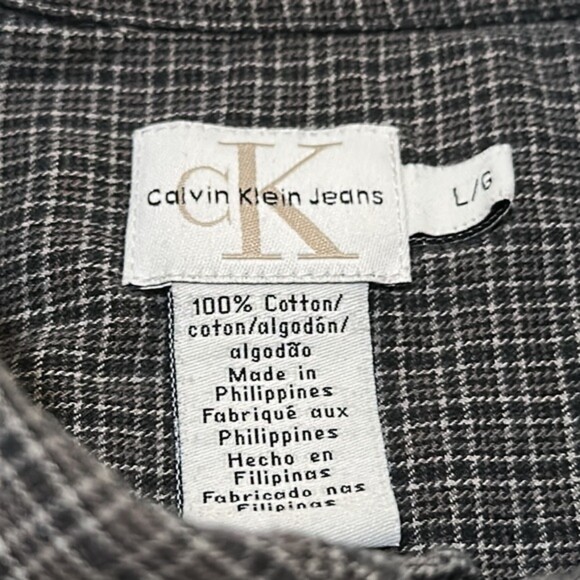 cK
Calvin Klein Jeans
L/G
100% Cotton/
coton/algodón/
algodão
Made in
Philippines
Fabriqué aux
Philippines
Hecho en
Filipinas
Fabricado nas
Filipinas